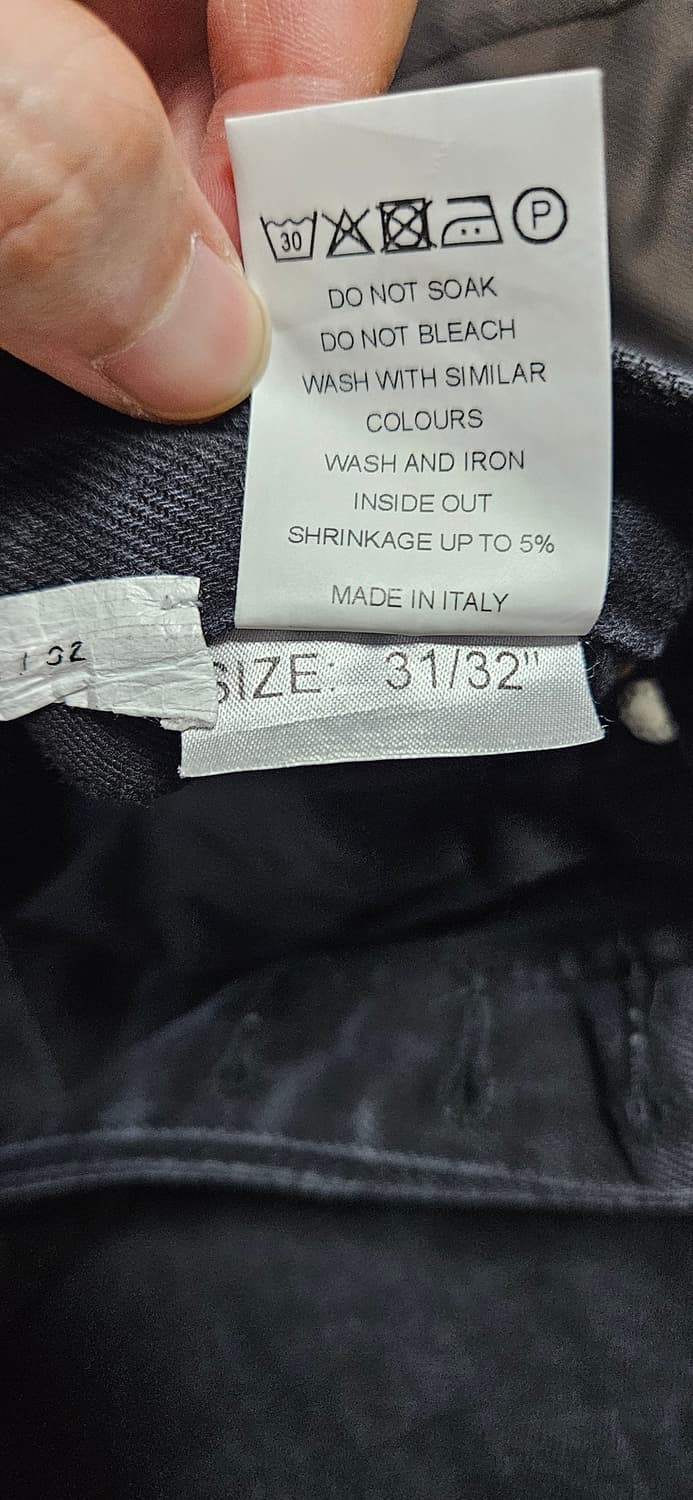 30 P
DO NOT SOAK
DO NOT BLEACH
WASH WITH SIMILAR
COLOURS
WASH AND IRON
INSIDE OUT
SHRINKAGE UP TO 5%
MADE IN ITALY
SIZE: 31/32"